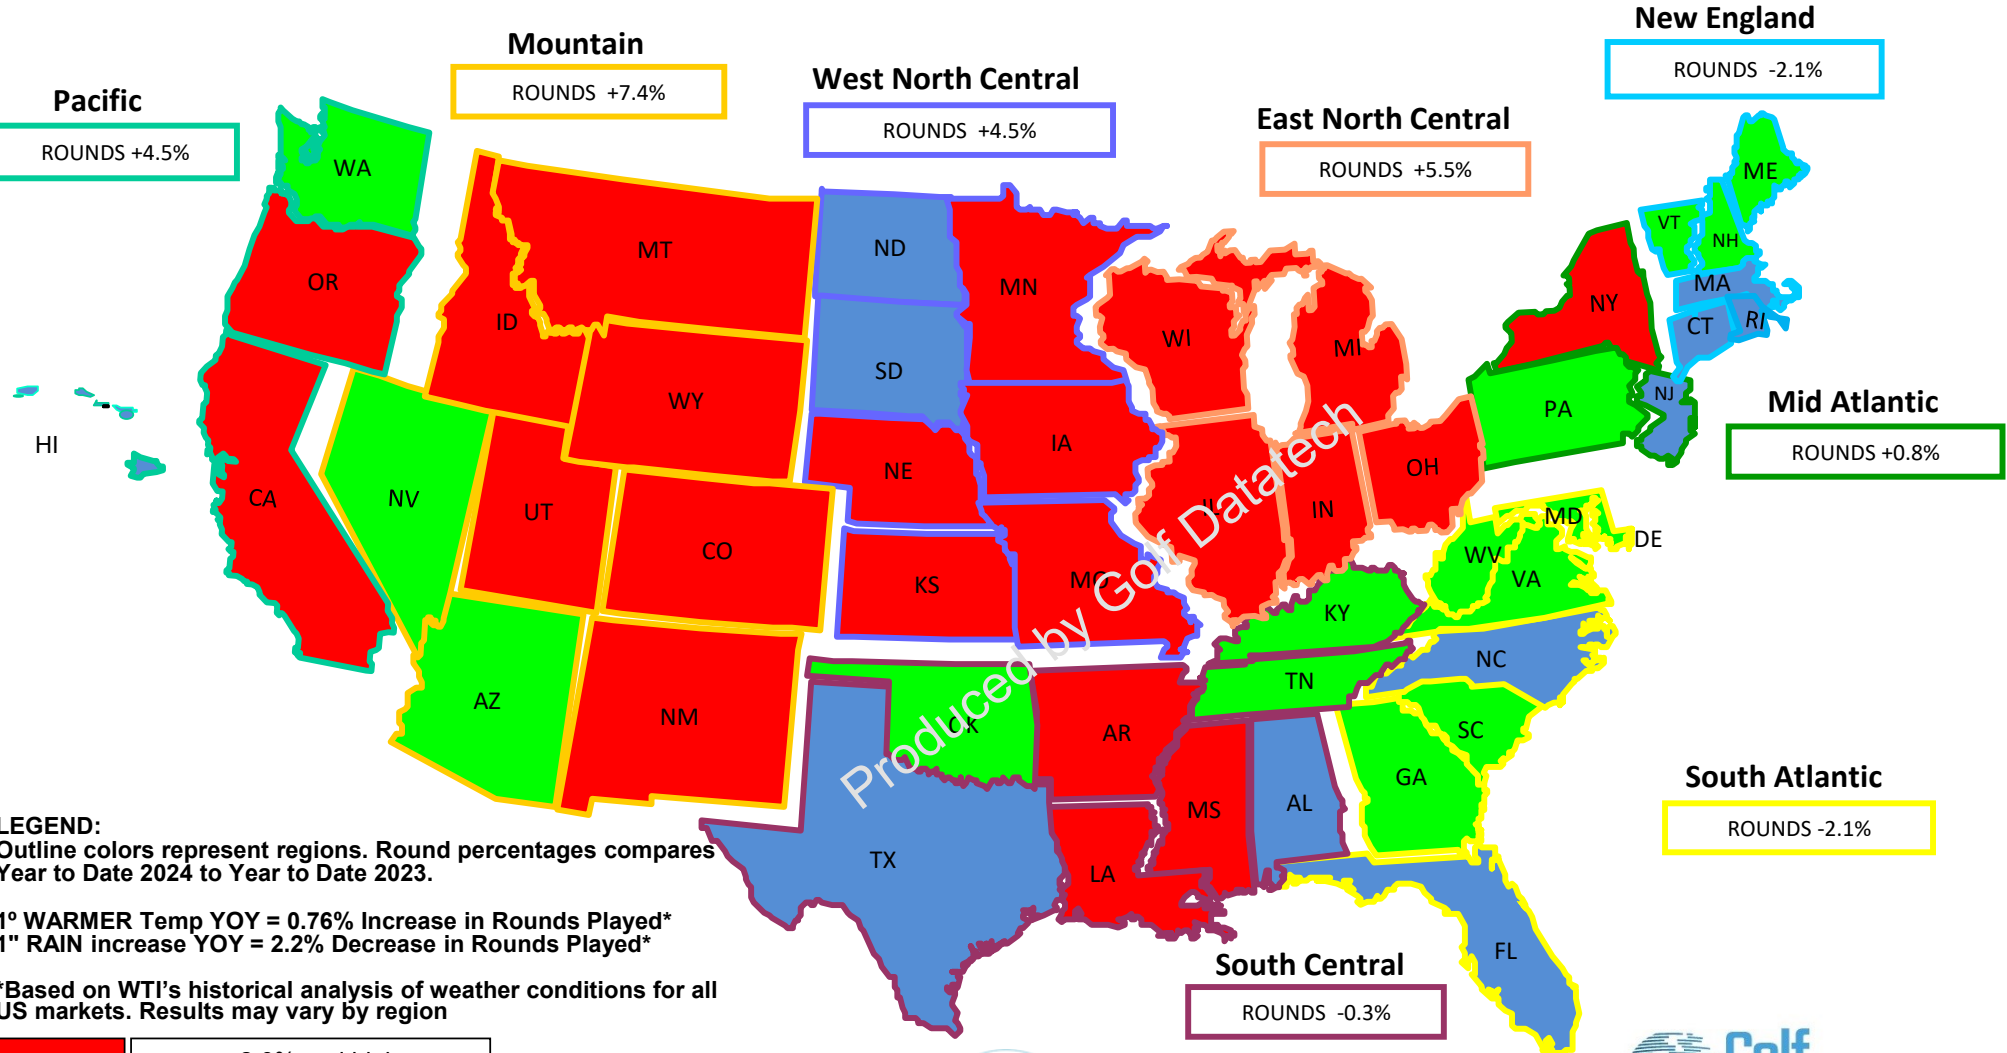 New England
ROUNDS -2.1%
Mountain
ROUNDS +7.4%
West North Central
ROUNDS +4.5%
Pacific
ROUNDS +4.5%
East North Central
ROUNDS +5.5%
WA
OR
CA
HI
NV
ID
MT
WY
UT
CO
AZ
NM
ND
SD
NE
KS
MN
IA
MO
WI
MI
IL
IN
OH
ME
VT
NH
MA
CT
RI
NY
PA
NJ
Mid Atlantic
ROUNDS +0.8%
MD
DE
WV
VA
NC
SC
GA
FL
KY
TN
OK
AR
TX
LA
MS
AL
Produced by Golf Datatech
South Atlantic
ROUNDS -2.1%
South Central
ROUNDS -0.3%
LEGEND:
Outline colors represent regions. Round percentages compares
Year to Date 2024 to Year to Date 2023.
1º WARMER Temp YOY = 0.76% Increase in Rounds Played*
1" RAIN increase YOY = 2.2% Decrease in Rounds Played*
*Based on WTI's historical analysis of weather conditions for all
US markets. Results may vary by region
Golf